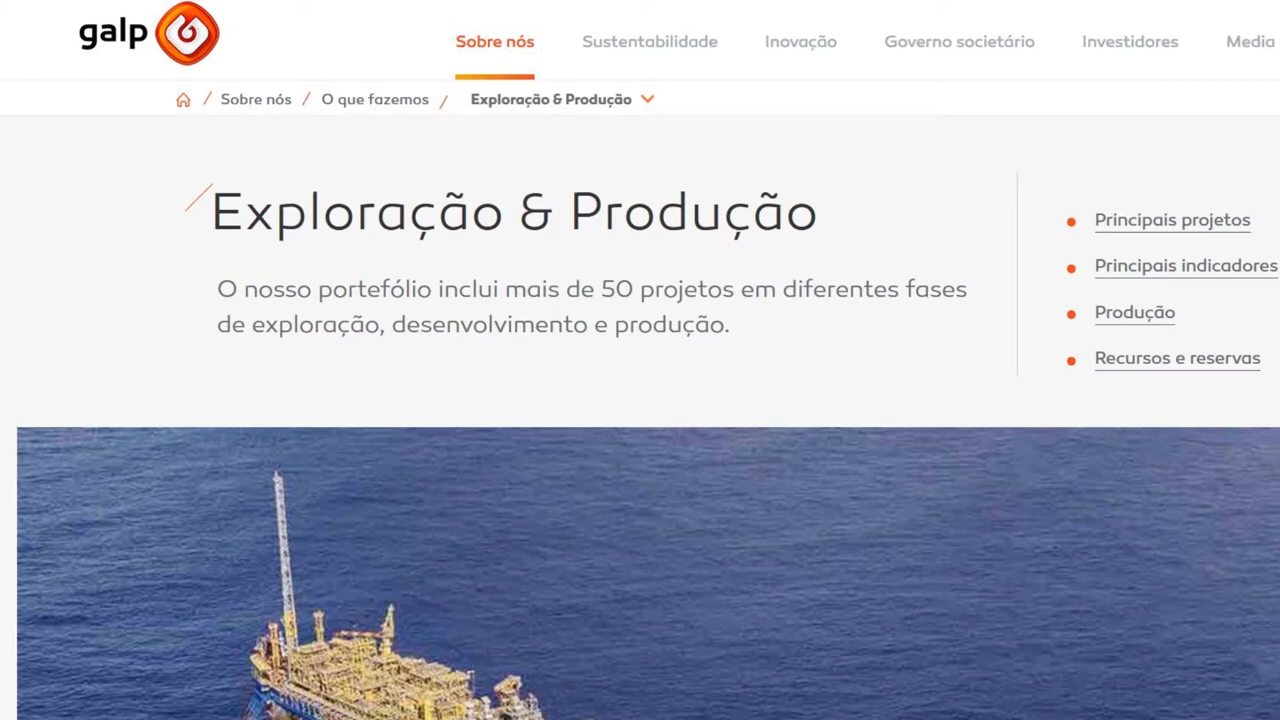 galp
Sobre nós Sustentabilidade Inovação Governo societário Investidores Media
/ Sobre nós / O que fazemos / Exploração & Produção
Exploração & Produção
O nosso portefólio inclui mais de 50 projetos em diferentes fases
de exploração, desenvolvimento e produção.
Principais projetos
Principais indicadores
Produção
Recursos e reservas